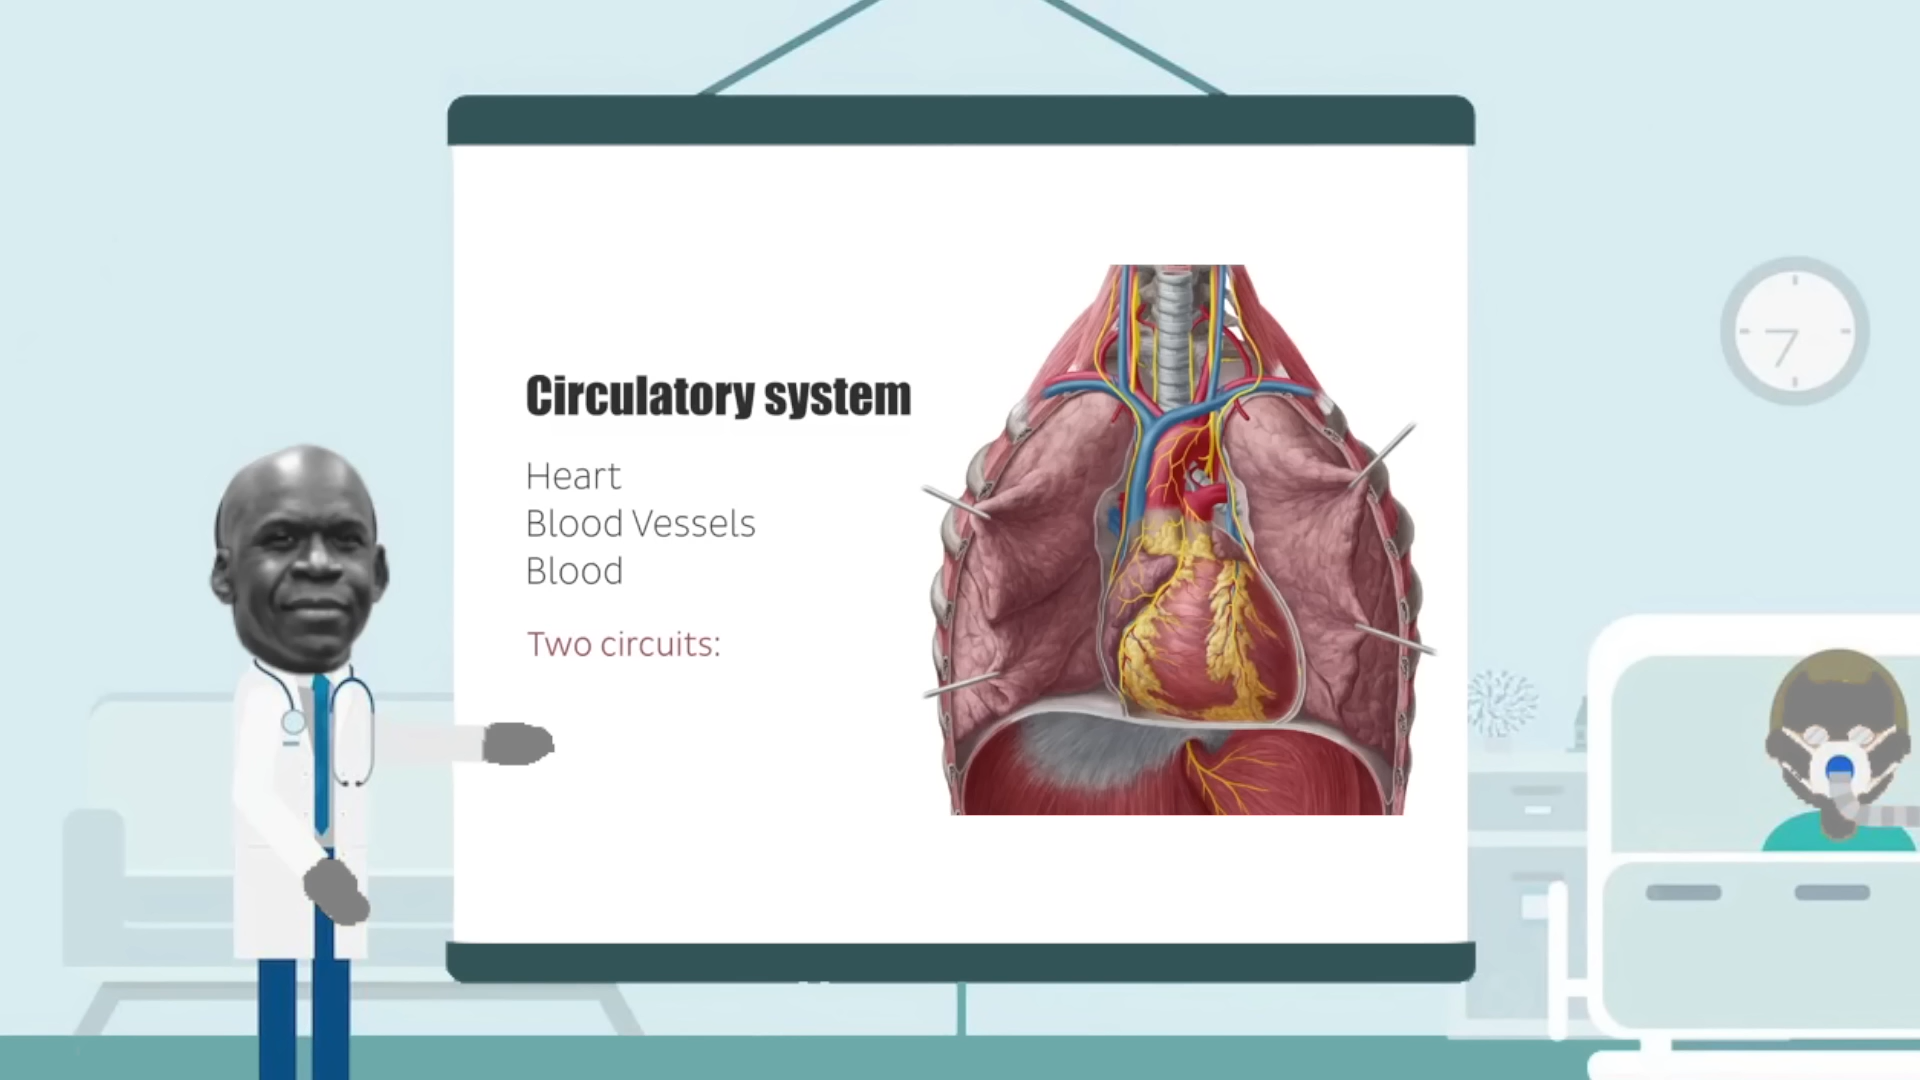 Circulatory system
Heart
Blood Vessels
Blood
Two circuits: